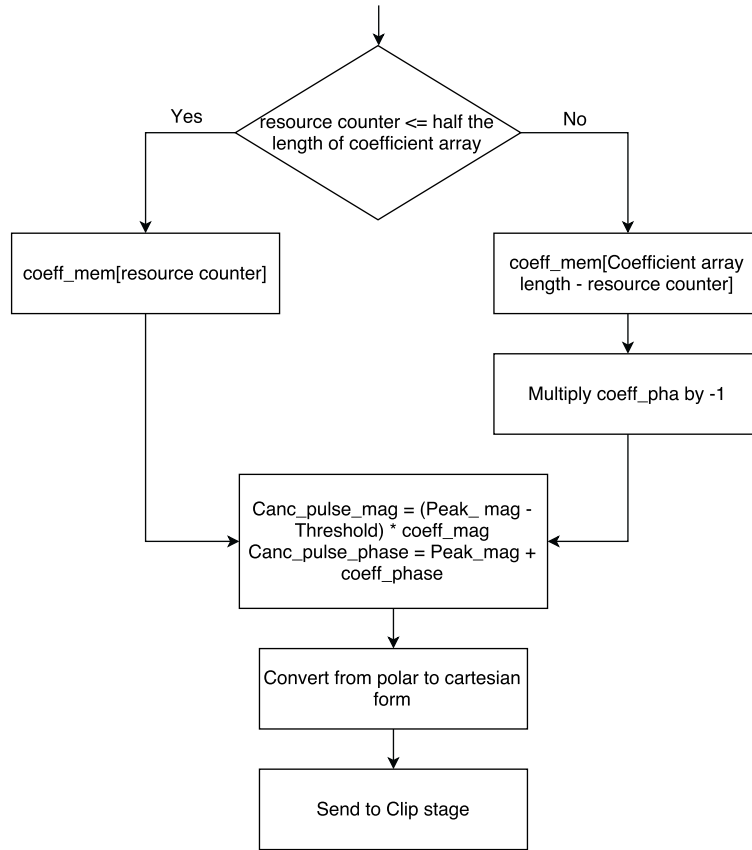 resource counter <= half the
length of coefficient array
Yes
No
coeff_mem[resource counter]
coeff_mem[Coefficient array
length - resource counter]
Multiply coeff_pha by -1
Canc_pulse_mag = (Peak_ mag -
Threshold) * coeff_mag
Canc_pulse_phase = Peak_mag +
coeff_phase
Convert from polar to cartesian
form
Send to Clip stage